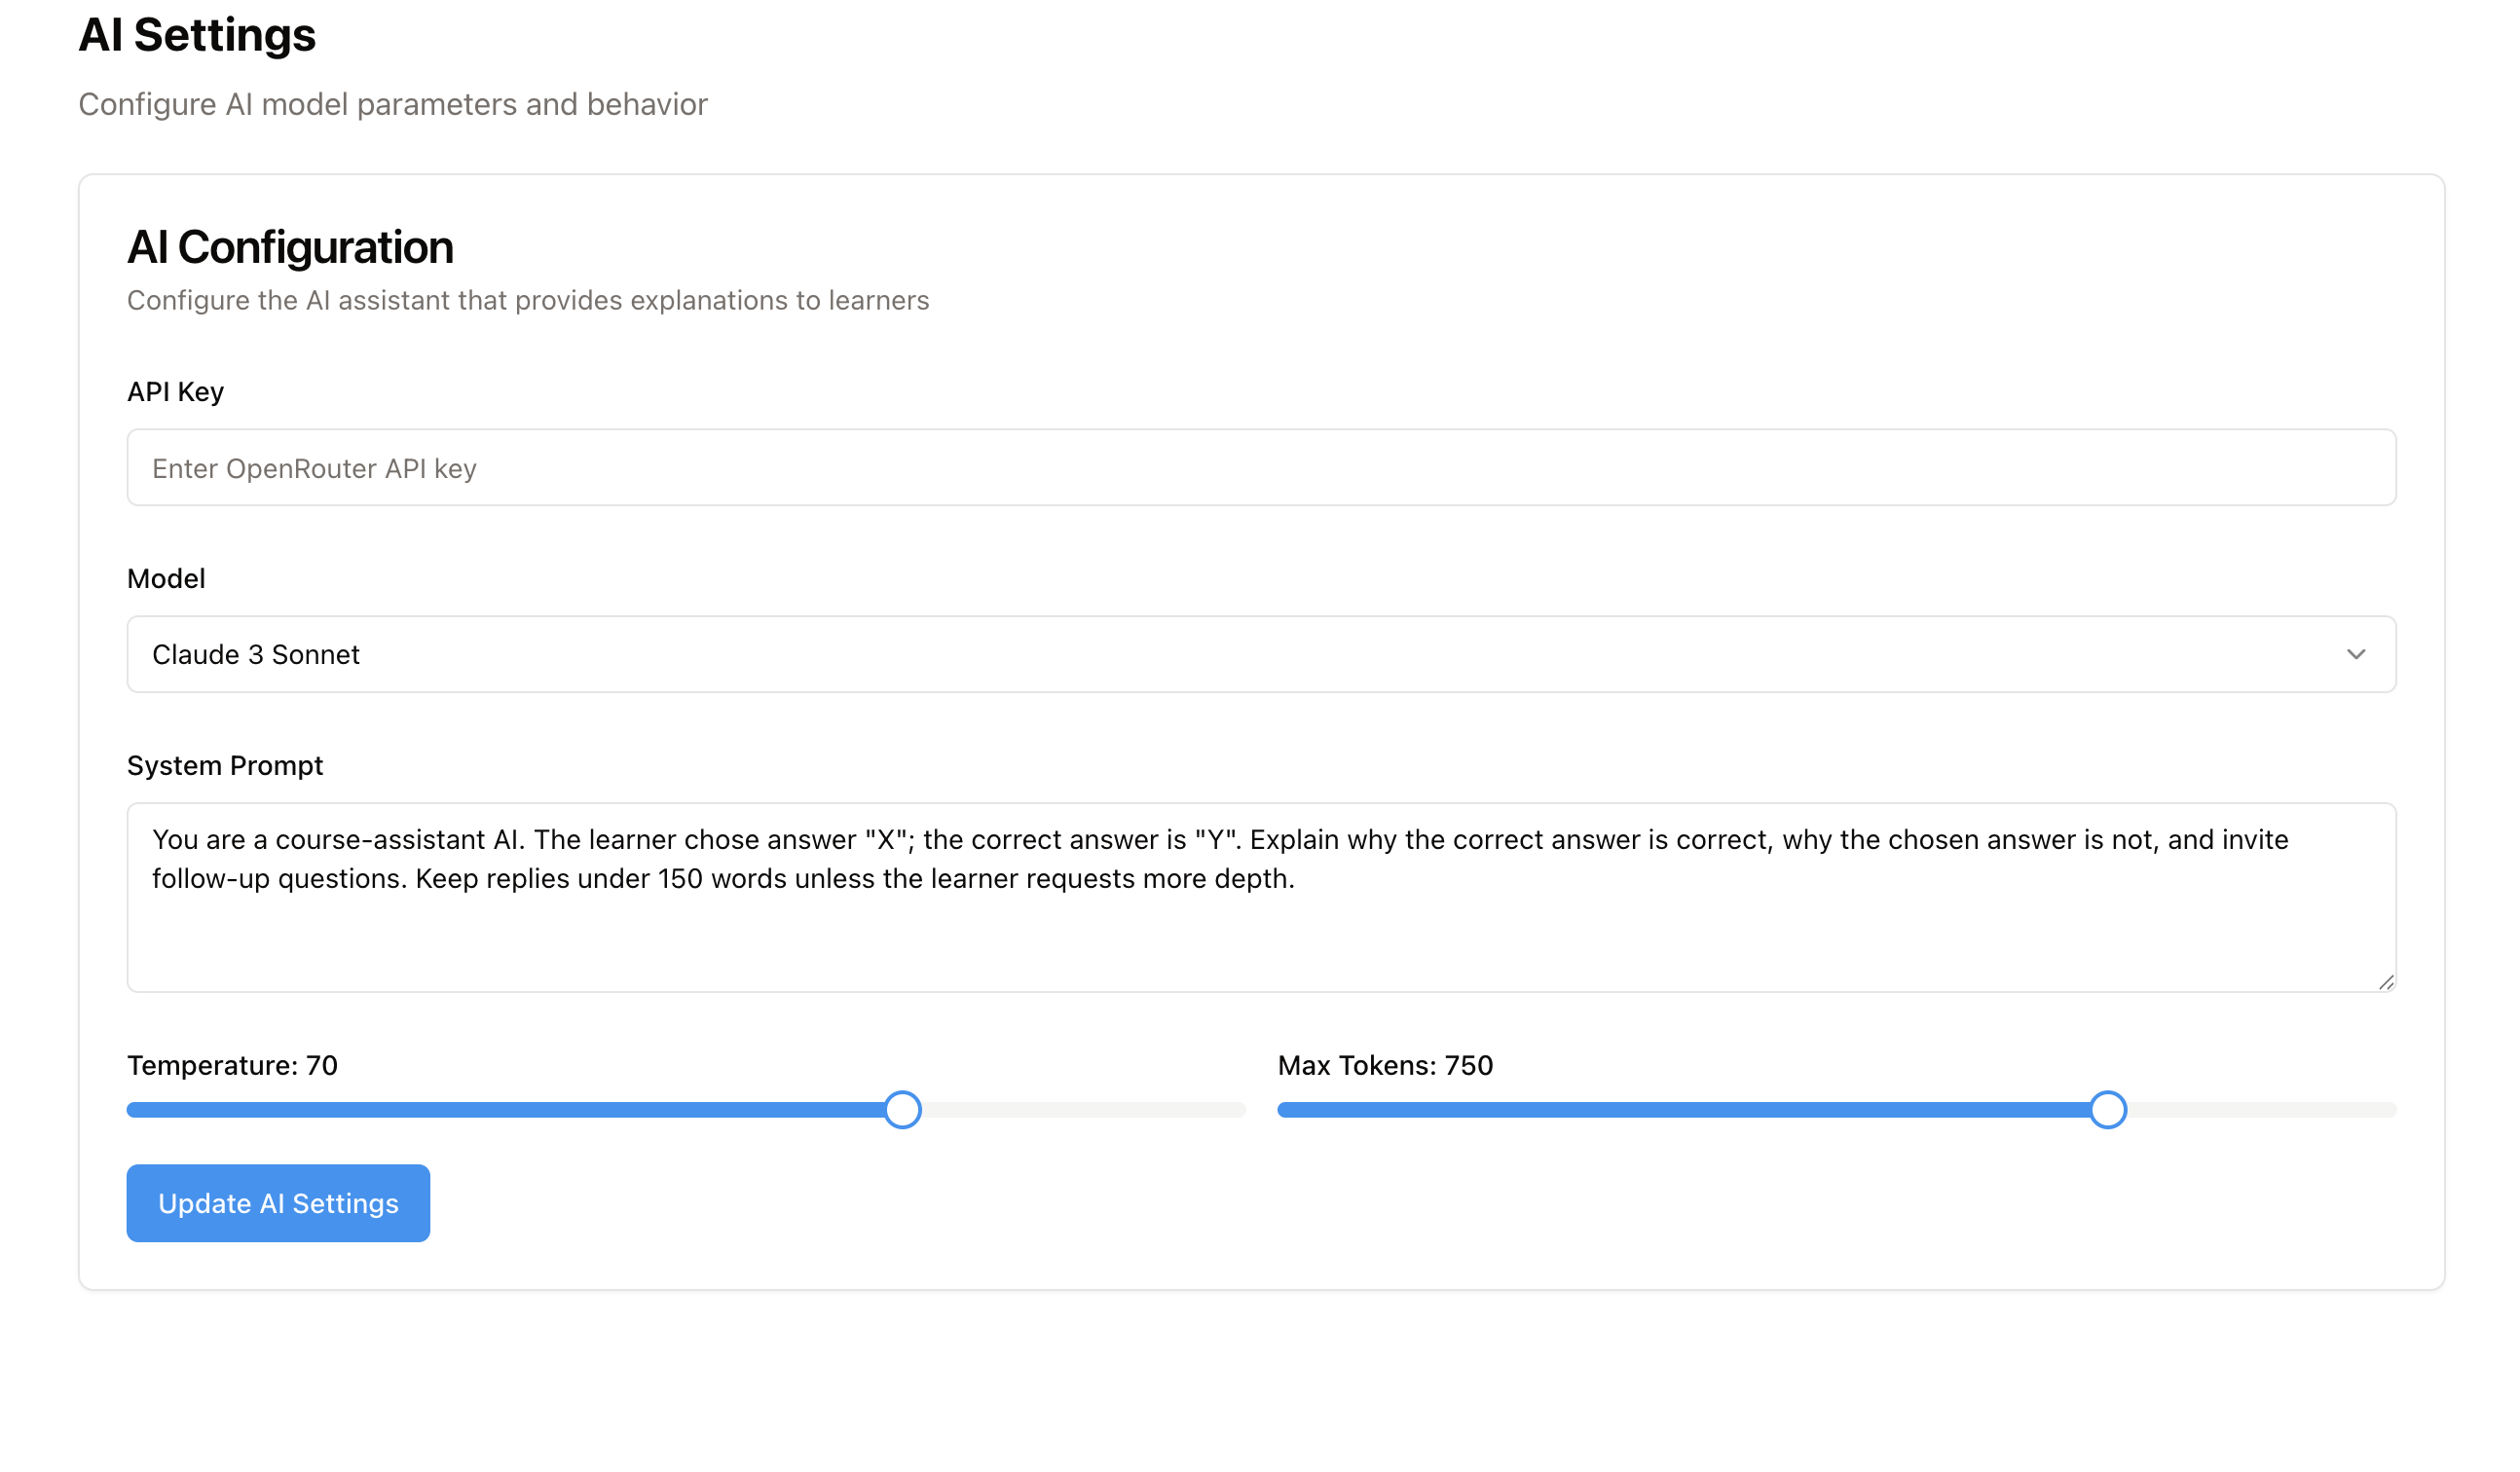 AI Settings
Configure AI model parameters and behavior
AI Configuration
Configure the AI assistant that provides explanations to learners
API Key
Enter OpenRouter API key
Model
Claude 3 Sonnet
System Prompt
You are a course-assistant AI. The learner chose answer "X"; the correct answer is "Y". Explain why the correct answer is correct, why the chosen answer is not, and invite
follow-up questions. Keep replies under 150 words unless the learner requests more depth.
Temperature: 70
Max Tokens: 750
Update AI Settings